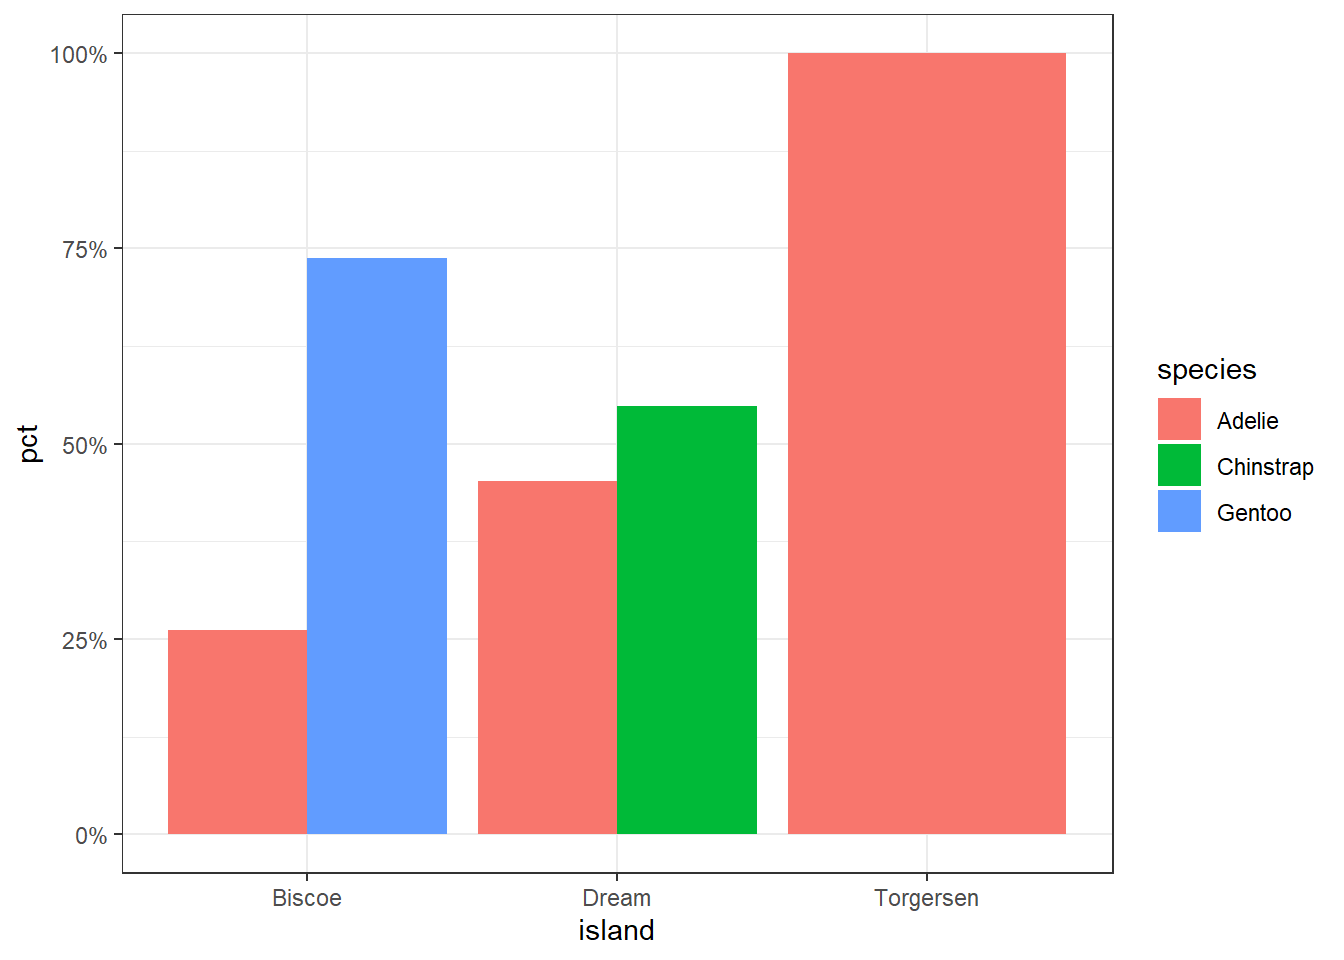 100%
75%
50%
25%
0%
pct
Biscoe Dream Torgersen
island
species
Adelie
Chinstrap
Gentoo